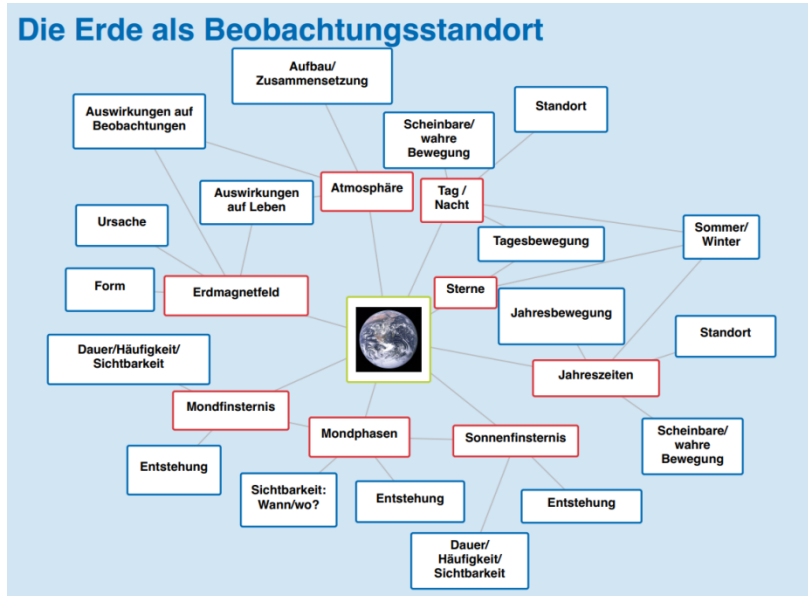 Die Erde als Beobachtungsstandort
Aufbau/
Zusammensetzung
Auswirkungen auf
Beobachtungen
Scheinbare/
wahre
Bewegung
Standort
Atmosphäre
Tag /
Nacht
Auswirkungen
auf Leben
Ursache
Sommer/
Winter
Tagesbewegung
Form
Erdmagnetfeld
Sterne
Jahresbewegung
Standort
Dauer/Häufigkeit/
Sichtbarkeit
Jahreszeiten
Mondfinsternis
Mondphasen
Sonnenfinsternis
Scheinbare/
wahre
Bewegung
Entstehung
Sichtbarkeit:
Wann/wo?
Entstehung
Entstehung
Dauer/
Häufigkeit/
Sichtbarkeit